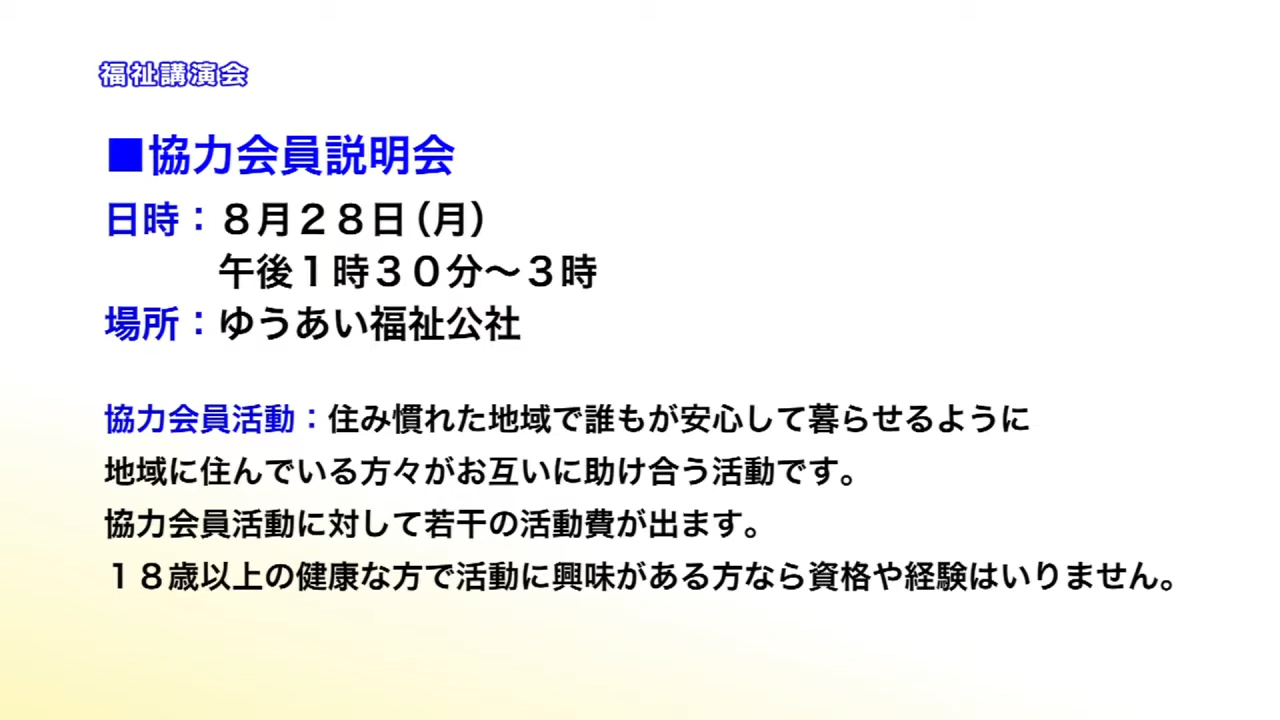 福祉講演会
■協力会員説明会
日時：８月２８日（月）
午後１時３０分～３時
場所：ゆうあい福祉公社
協力会員活動：住み慣れた地域で誰もが安心して暮らせるように
地域に住んでいる方々がお互いに助け合う活動です。
協力会員活動に対して若干の活動費が出ます。
１８歳以上の健康な方で活動に興味がある方なら資格や経験はいりません。